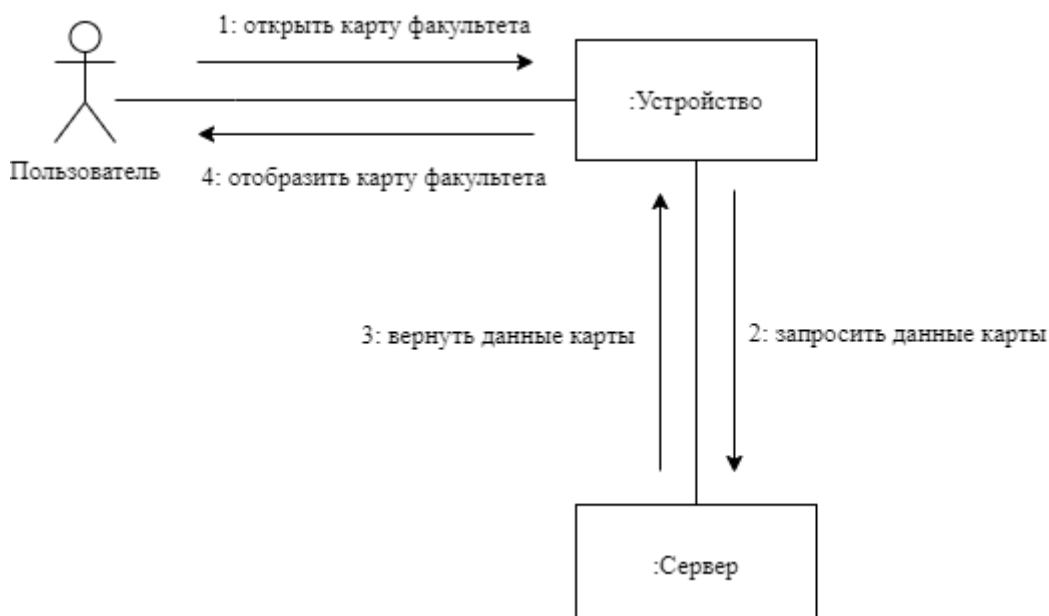 1: открыть карту факультета
:Устройство
Пользователь
4: отобразить карту факультета
3: вернуть данные карты
2: запросить данные карты
:Сервер